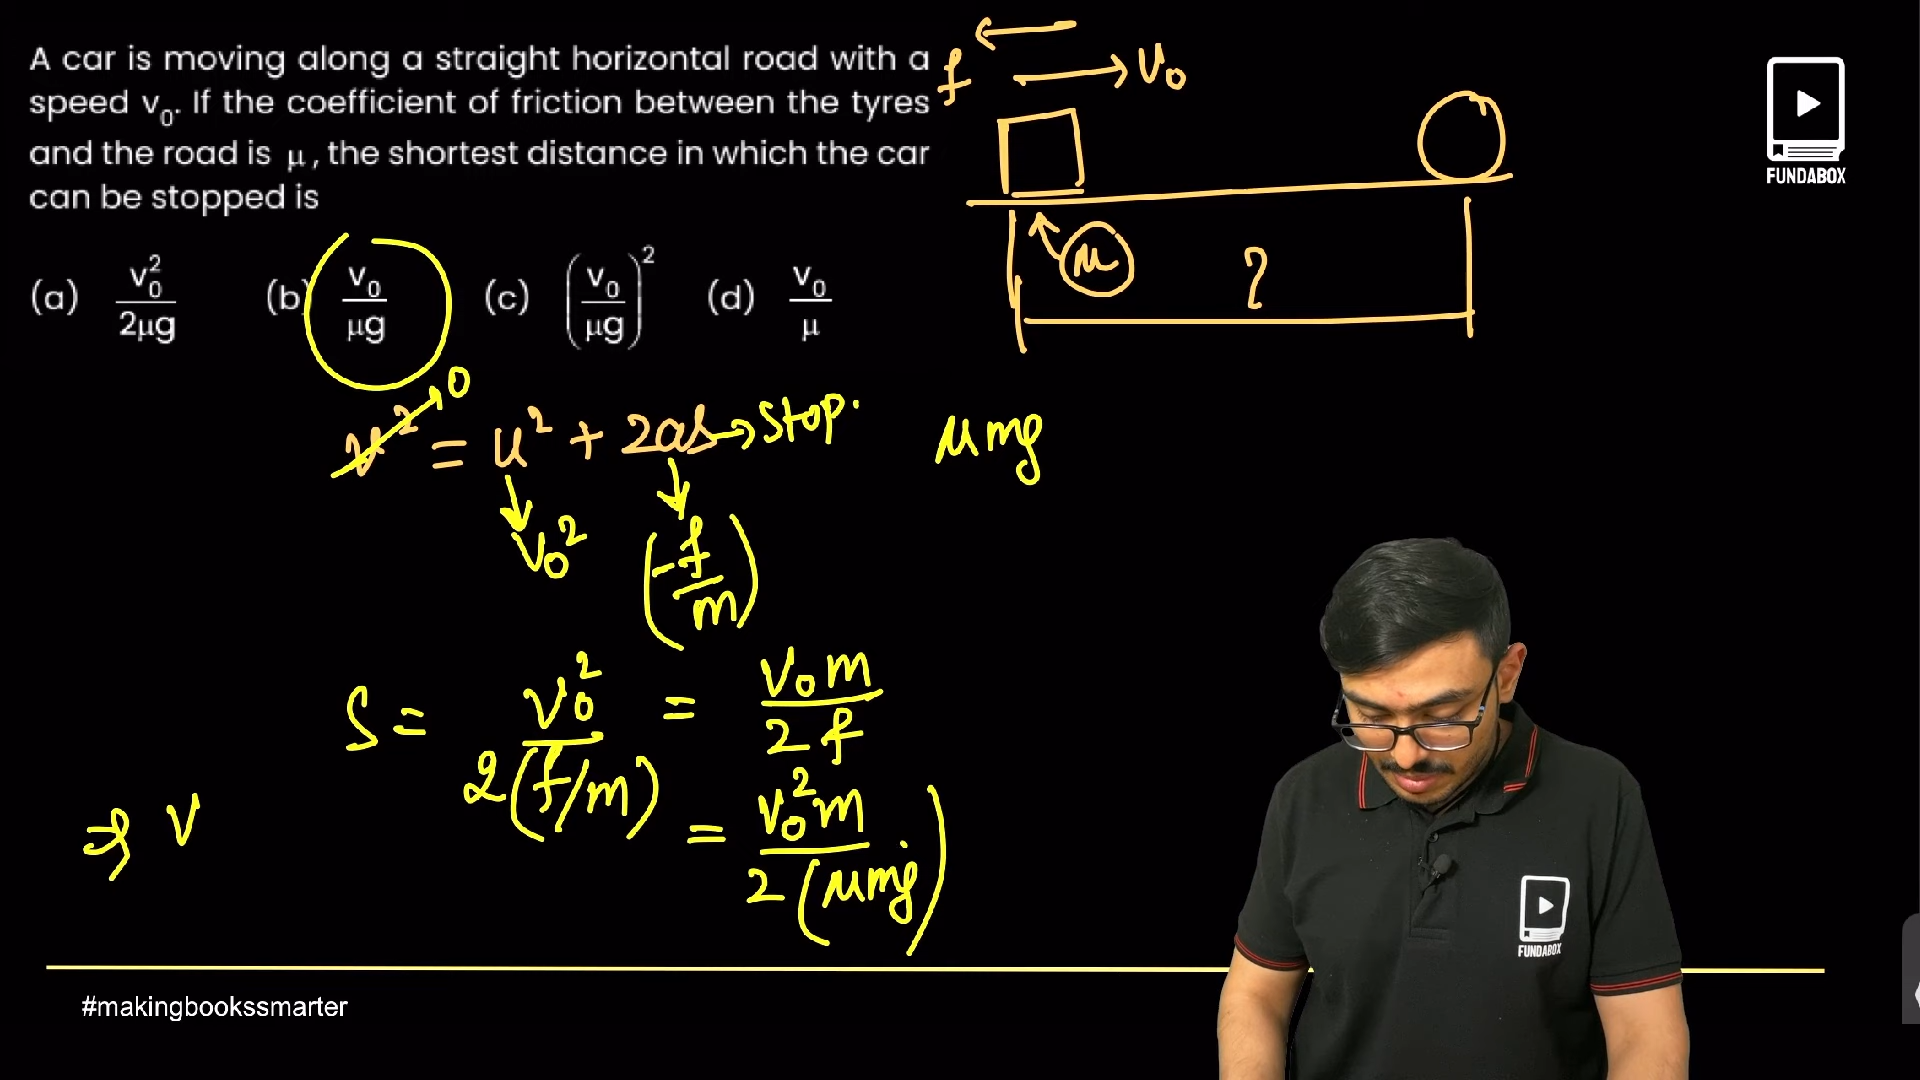 A car is moving along a straight horizontal road with a
speed v₀. If the coefficient of friction between the tyres
and the road is μ, the shortest distance in which the car
can be stopped is
(a) v₀²/2μg (b) v₀/μg (c) (v₀/μg)² (d) v₀/μ
f
v₀
μ
?
FUNDABOX
v² → 0 = u² + 2as → stop.
μmg
v₀²
(-f/m)
S = v₀²/2(f/m) = v₀m/2f
= v₀²m/2(μmg)
⇒ v
FUNDABOX
#makingbookssmarter